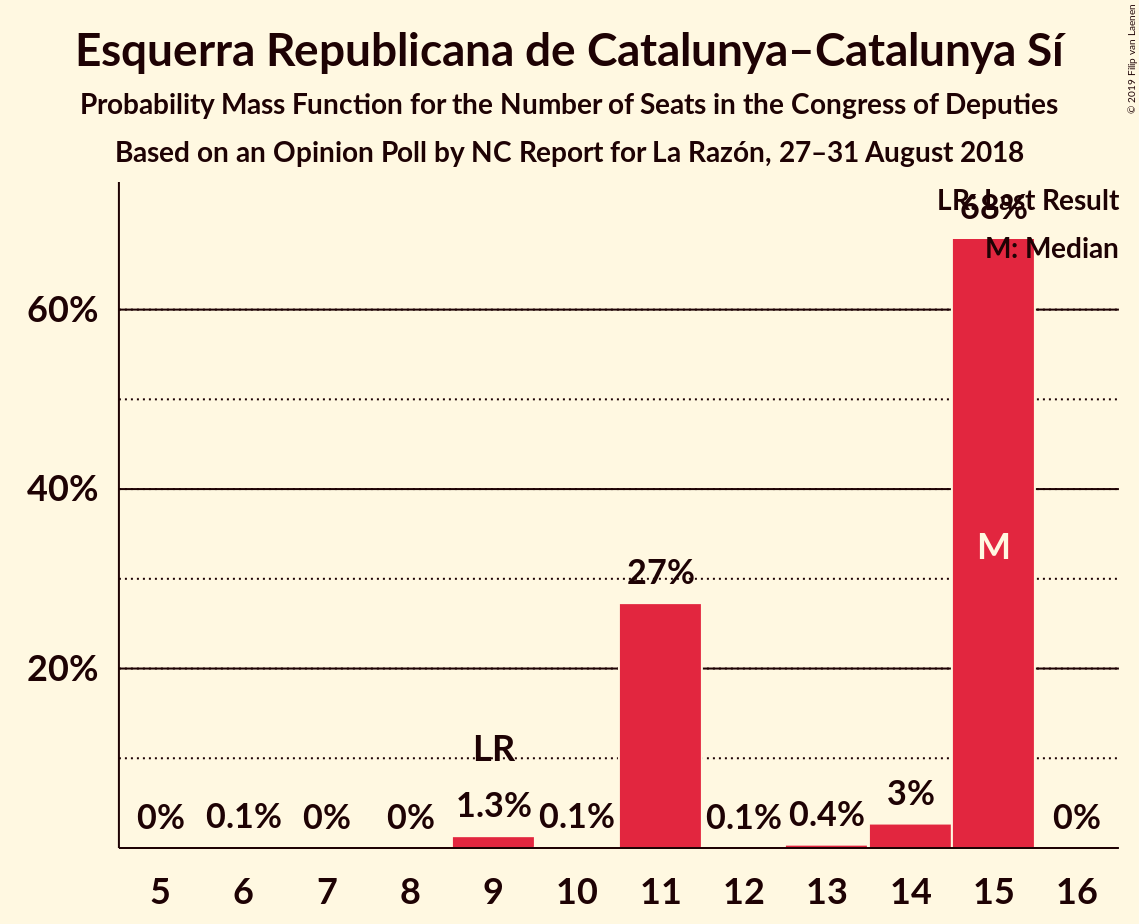 Esquerra Republicana de Catalunya–Catalunya Sí
Probability Mass Function for the Number of Seats in the Congress of Deputies
Based on an Opinion Poll by NC Report for La Razón, 27–31 August 2018
© 2019 Filip van Laenen
LR: Last Result
M: Median
68%
60%
40%
20%
M
27%
LR
0%
0.1%
0%
0%
1.3%
0.1%
0.1%
0.4%
3%
0%
5 6 7 8 9 10 11 12 13 14 15 16